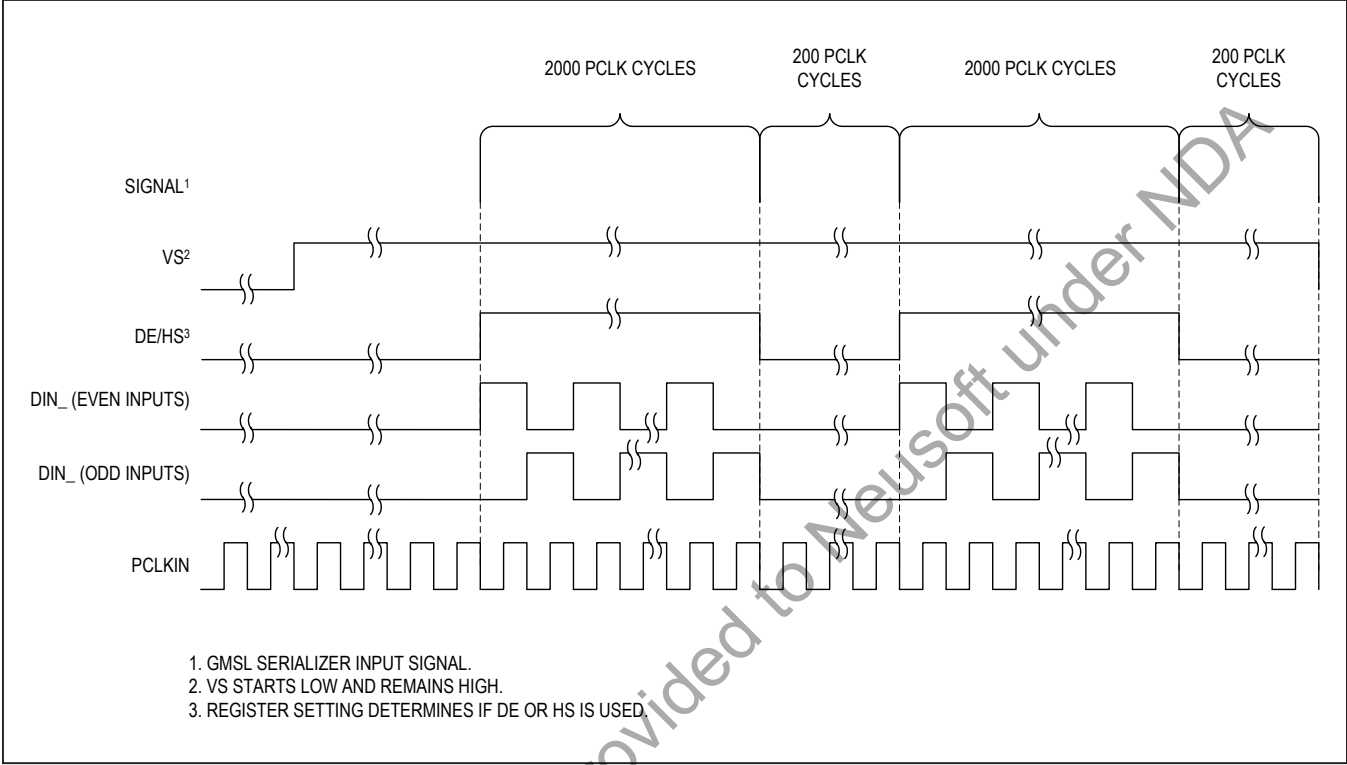 2000 PCLK CYCLES
200 PCLK
CYCLES
2000 PCLK CYCLES
200 PCLK
CYCLES
SIGNAL¹
VS²
DE/HS³
DIN_ (EVEN INPUTS)
DIN_ (ODD INPUTS)
PCLKIN
1. GMSL SERIALIZER INPUT SIGNAL.
2. VS STARTS LOW AND REMAINS HIGH.
3. REGISTER SETTING DETERMINES IF DE OR HS IS USED.
ovided to Neusoft under NDA